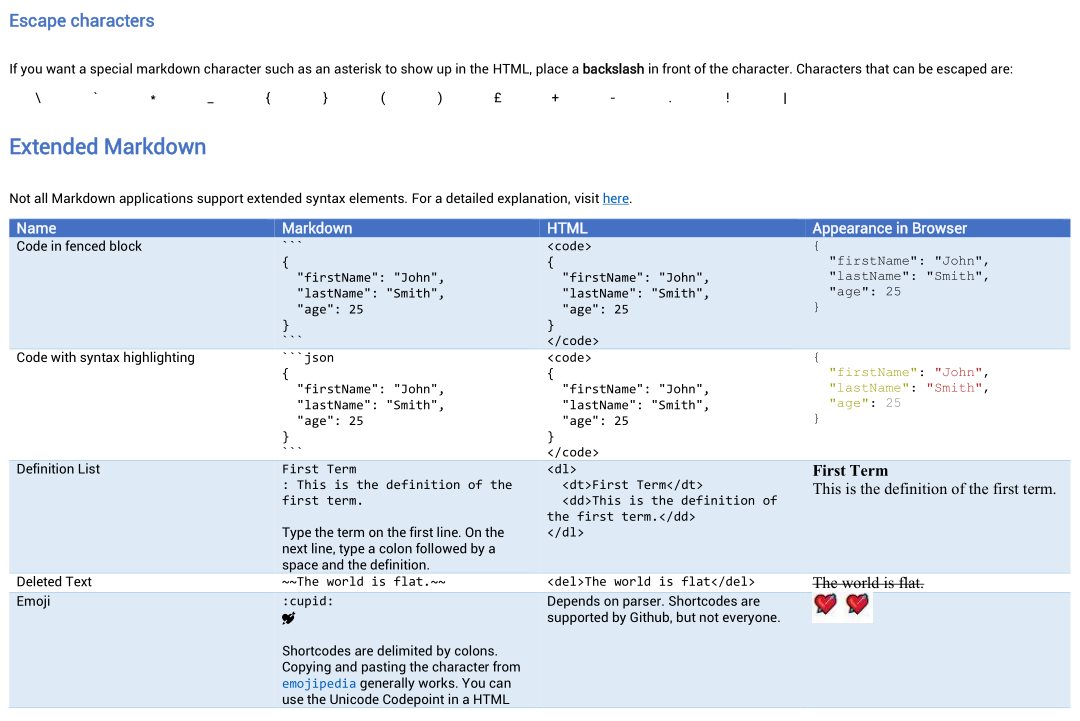 Escape characters
If you want a special markdown character such as an asterisk to show up in the HTML, place a backslash in front of the character. Characters that can be escaped are:
\ ` * _ { } ( ) £ + - . ! |
Extended Markdown
Not all Markdown applications support extended syntax elements. For a detailed explanation, visit here.
Name Markdown HTML Appearance in Browser
Code in fenced block
```
{
"firstName": "John",
"lastName": "Smith",
"age": 25
}
```
<code>
{
"firstName": "John",
"lastName": "Smith",
"age": 25
}
</code>
{
"firstName": "John",
"lastName": "Smith",
"age": 25
}
Code with syntax highlighting
```json
{
"firstName": "John",
"lastName": "Smith",
"age": 25
}
```
<code>
{
"firstName": "John",
"lastName": "Smith",
"age": 25
}
</code>
{
"firstName": "John",
"lastName": "Smith",
"age": 25
}
Definition List
First Term
: This is the definition of the
first term.
Type the term on the first line. On the
next line, type a colon followed by a
space and the definition.
<dl>
<dt>First Term</dt>
<dd>This is the definition of
the first term.</dd>
</dl>
First Term
This is the definition of the first term.
Deleted Text
~~The world is flat.~~
<del>The world is flat</del>
The world is flat.
Emoji
:cupid:
💘
Shortcodes are delimited by colons.
Copying and pasting the character from
emojipedia generally works. You can
use the Unicode Codepoint in a HTML
Depends on parser. Shortcodes are
supported by Github, but not everyone.